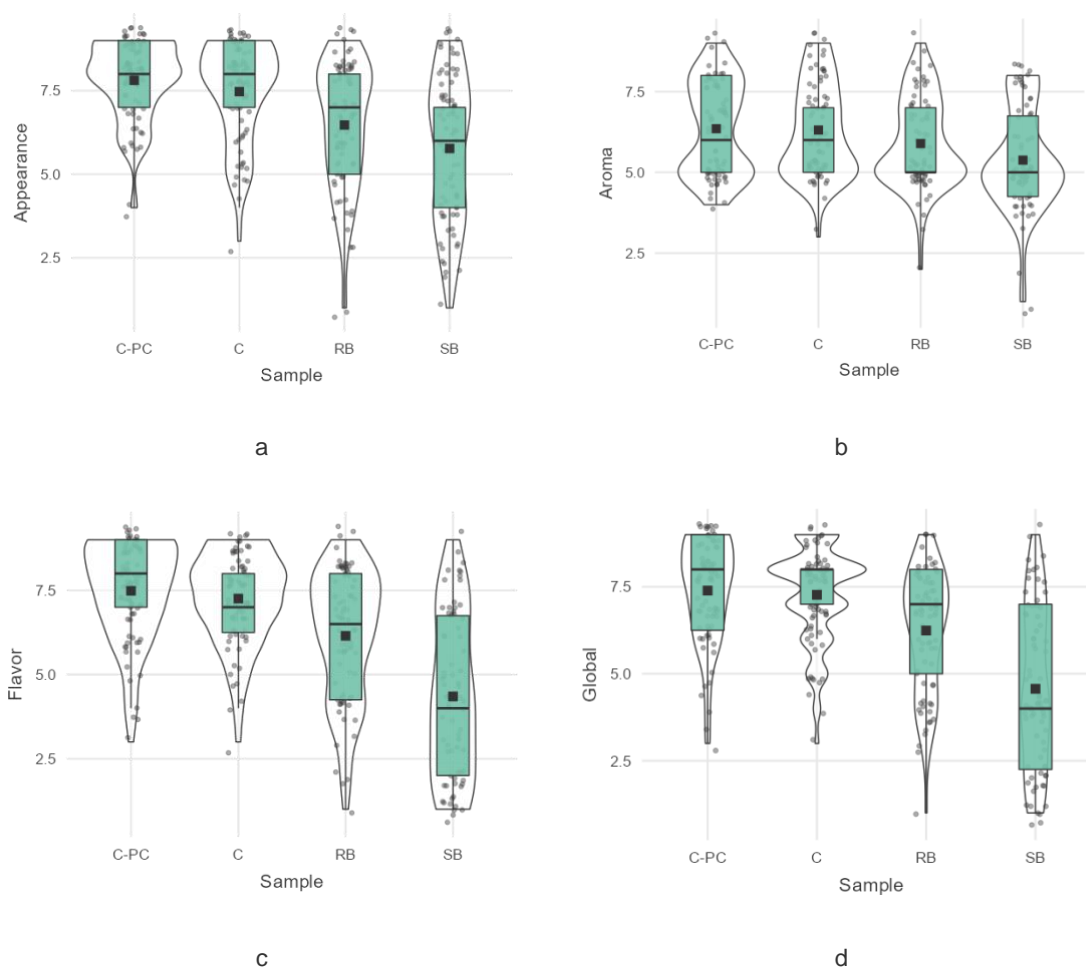 Appearance
7.5
5.0
2.5
C-PC C RB SB
Sample
a
Aroma
7.5
5.0
2.5
C-PC C RB SB
Sample
b
Flavor
7.5
5.0
2.5
C-PC C RB SB
Sample
c
Global
7.5
5.0
2.5
C-PC C RB SB
Sample
d